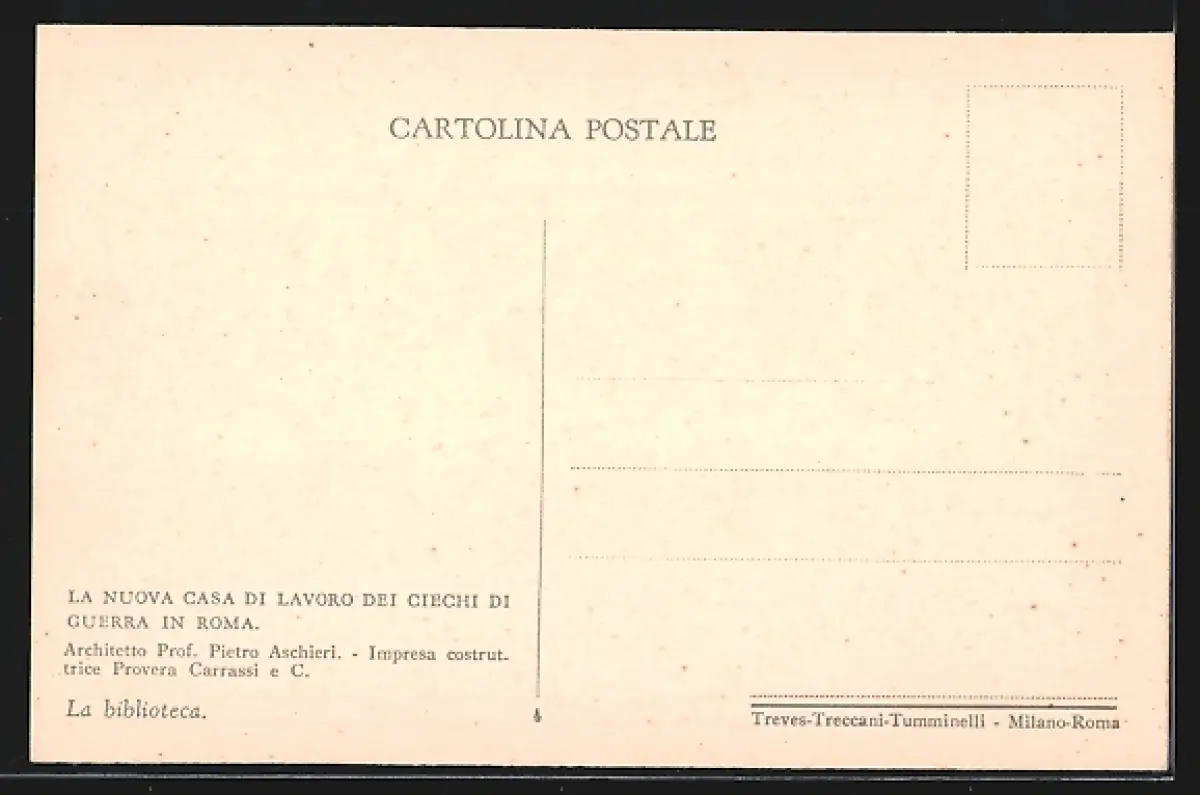 CARTOLINA POSTALE
LA NUOVA CASA DI LAVORO DEI CIECHI DI
GUERRA IN ROMA.
Architetto Prof. Pietro Aschieri. - Impresa costrut-
trice Provera Carrassi e C.
La biblioteca.
4
Treves-Treccani-Tumminelli - Milano-Roma